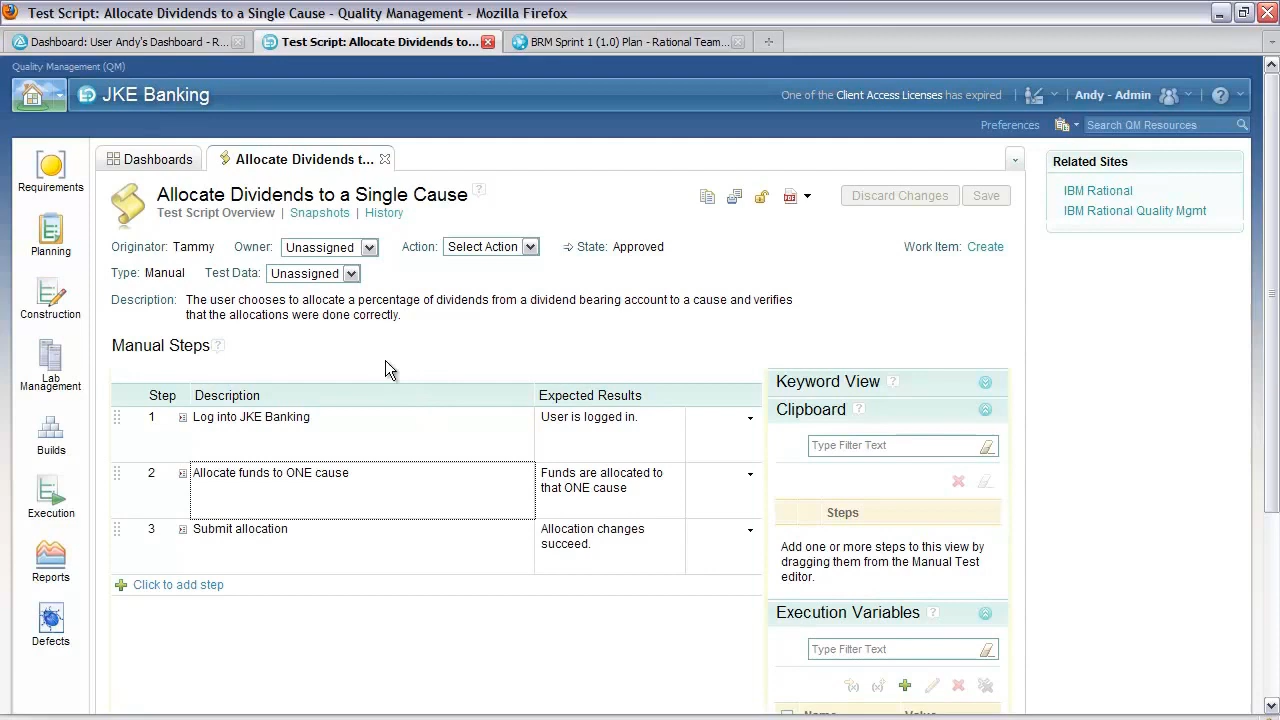 Test Script: Allocate Dividends to a Single Cause - Quality Management - Mozilla Firefox
Dashboard: User Andy's Dashboard - R...
Test Script: Allocate Dividends to...
BRM Sprint 1 (1.0) Plan - Rational Team...
Quality Management (QM)
JKE Banking
One of the Client Access Licenses has expired
Andy - Admin
Preferences
Search QM Resources
Requirements
Planning
Construction
Lab
Management
Builds
Execution
Reports
Defects
Dashboards
Allocate Dividends t...
Allocate Dividends to a Single Cause ?
Discard Changes
Save
Test Script Overview | Snapshots | History
Originator: Tammy
Owner: Unassigned
Action: Select Action
State: Approved
Work Item: Create
Type: Manual
Test Data: Unassigned
Description: The user chooses to allocate a percentage of dividends from a dividend bearing account to a cause and verifies
that the allocations were done correctly.
Manual Steps ?
Step Description Expected Results
1 Log into JKE Banking User is logged in.
2 Allocate funds to ONE cause Funds are allocated to
that ONE cause
3 Submit allocation Allocation changes
succeed.
Click to add step
Keyword View ?
Clipboard ?
Type Filter Text
Steps
Add one or more steps to this view by
dragging them from the Manual Test
editor.
Execution Variables ?
Type Filter Text
Name Value
Related Sites
IBM Rational
IBM Rational Quality Mgmt